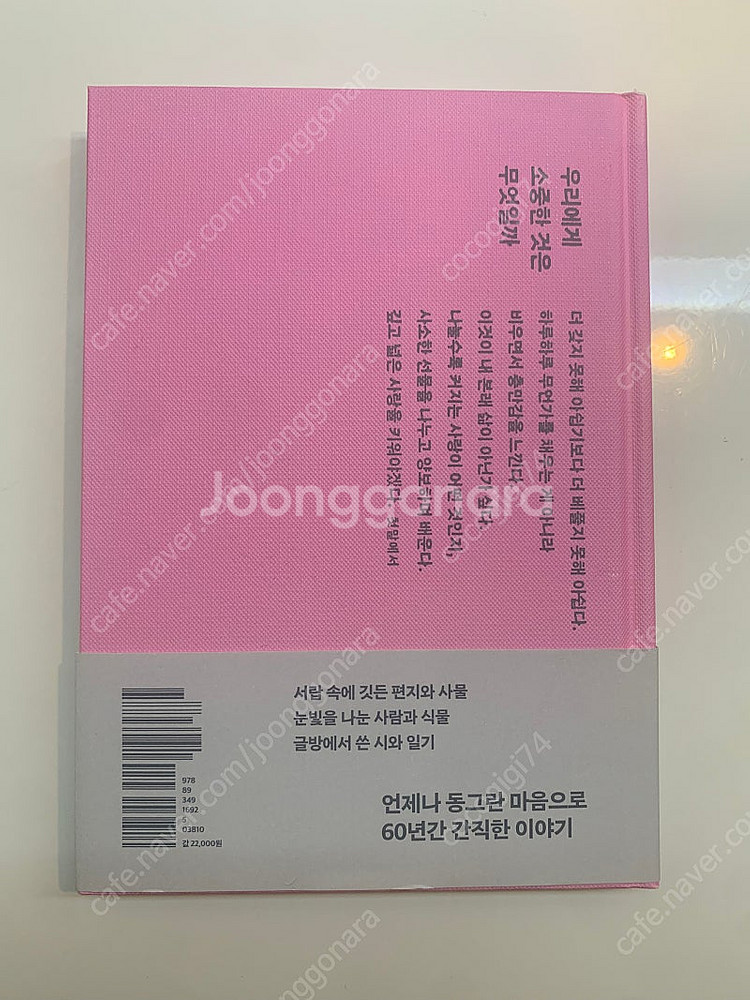 우리에게
소중한 것은
무엇일까
더 갖지 못해 아쉽기보다 더 베풀지 못해 아쉽다.
하루하루 무언가를 채우는 게 아니라
비우면서 충만감을 느낀다.
이것이 내 본래 삶이 아닌가 싶다.
나눌수록 커지는 사랑이 어떤 것인지,
사소한 선물을 나누고 양보하며 배운다.
깊고 넓은 사랑을 키워야겠다. 정말에서
서랍 속에 깃든 편지와 사물
눈빛을 나눈 사람과 식물
글방에서 쓴 시와 일기
언제나 동그란 마음으로
60년간 간직한 이야기
978
89
349
1692
5
03810
값 22,000원
Joonggonara
cafe.naver.com/joonggonara
cocogigi74